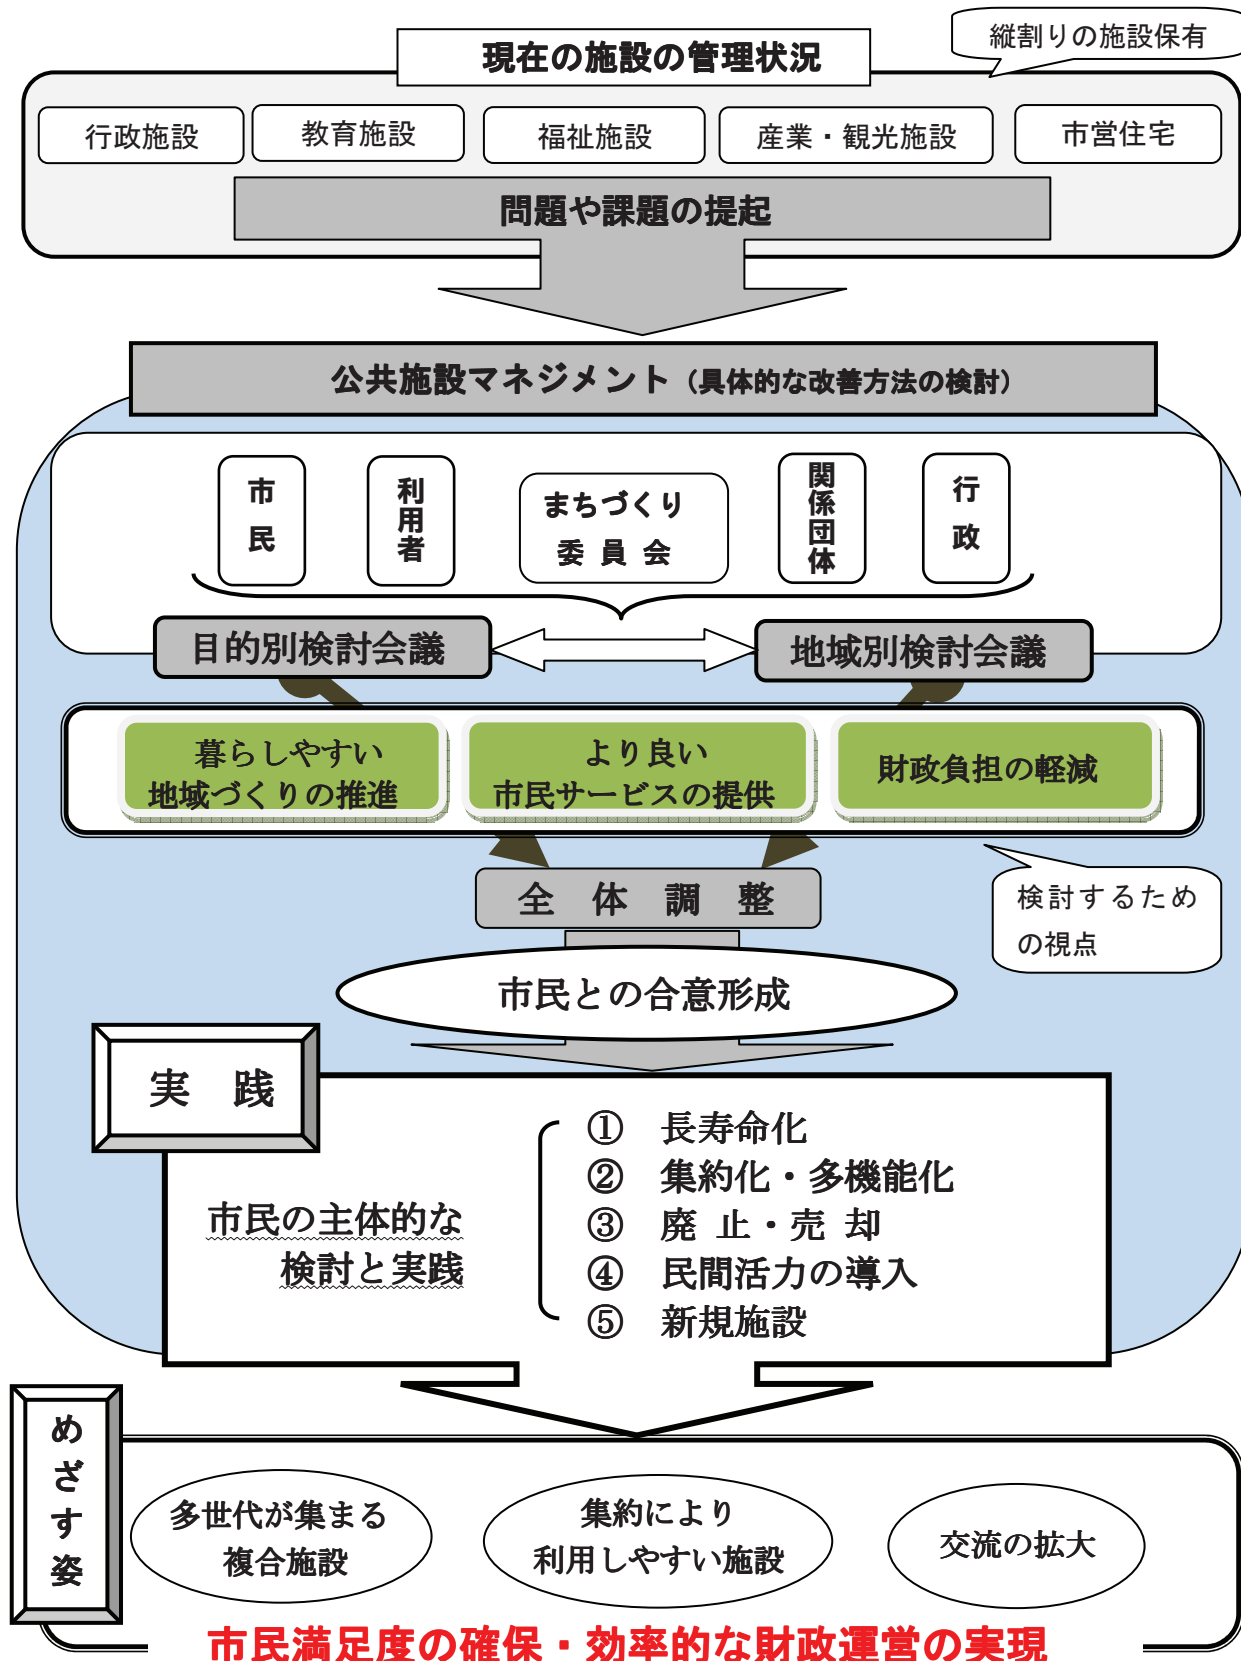 縦割りの施設保有
現在の施設の管理状況
行政施設
教育施設
福祉施設
産業・観光施設
市営住宅
問題や課題の提起
公共施設マネジメント（具体的な改善方法の検討）
市民
利用者
まちづくり
委 員 会
関係団体
行政
目的別検討会議
地域別検討会議
暮らしやすい
地域づくりの推進
より良い
市民サービスの提供
財政負担の軽減
検討するため
の視点
全 体 調 整
市民との合意形成
実 践
市民の主体的な
検討と実践
① 長寿命化
② 集約化・多機能化
③ 廃 止・売 却
④ 民間活力の導入
⑤ 新規施設
めざす姿
多世代が集まる
複合施設
集約により
利用しやすい施設
交流の拡大
市民満足度の確保・効率的な財政運営の実現